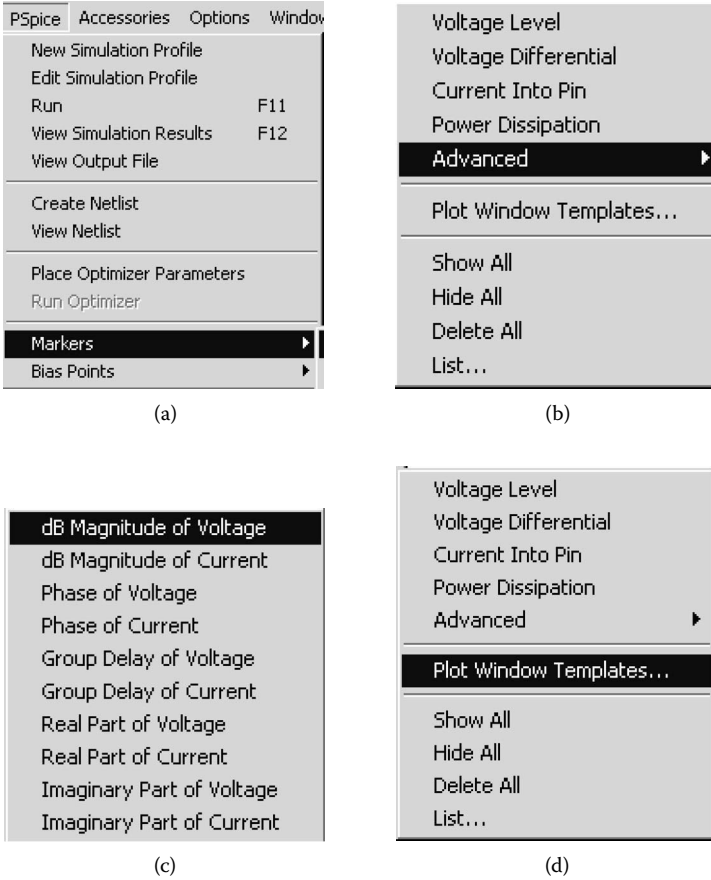 PSpice Accessories Options Window
New Simulation Profile
Edit Simulation Profile
Run F11
View Simulation Results F12
View Output File
Create Netlist
View Netlist
Place Optimizer Parameters
Run Optimizer
Markers
Bias Points
(a)
Voltage Level
Voltage Differential
Current Into Pin
Power Dissipation
Advanced
Plot Window Templates...
Show All
Hide All
Delete All
List...
(b)
dB Magnitude of Voltage
dB Magnitude of Current
Phase of Voltage
Phase of Current
Group Delay of Voltage
Group Delay of Current
Real Part of Voltage
Real Part of Current
Imaginary Part of Voltage
Imaginary Part of Current
(c)
Voltage Level
Voltage Differential
Current Into Pin
Power Dissipation
Advanced
Plot Window Templates...
Show All
Hide All
Delete All
List...
(d)